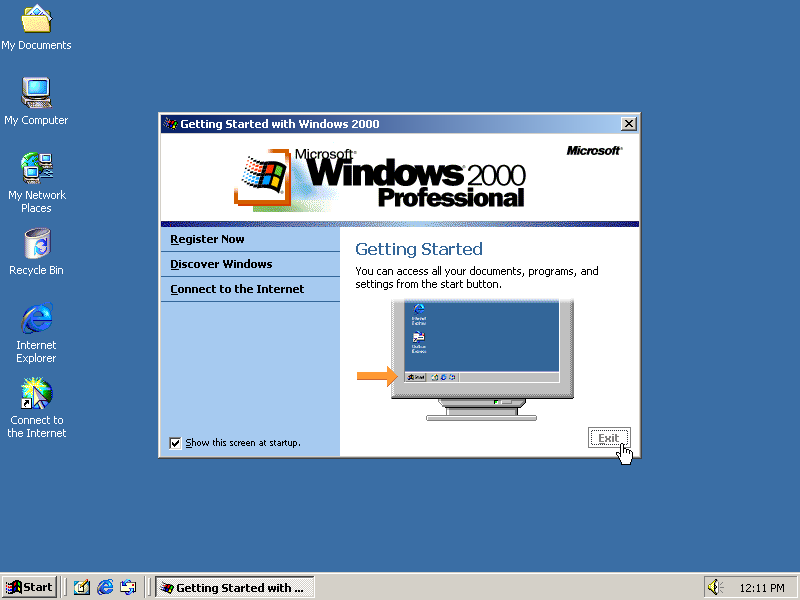 My Documents
My Computer
My Network
Places
Recycle Bin
Internet
Explorer
Connect to
the Internet
Getting Started with Windows 2000
Microsoft
Microsoft
Windows 2000
Professional
Register Now
Discover Windows
Connect to the Internet
Show this screen at startup.
Getting Started
You can access all your documents, programs, and
settings from the start button.
Internet
Explorer
Outlook
Express
Start
Exit
Start
Getting Started with ...
12:11 PM